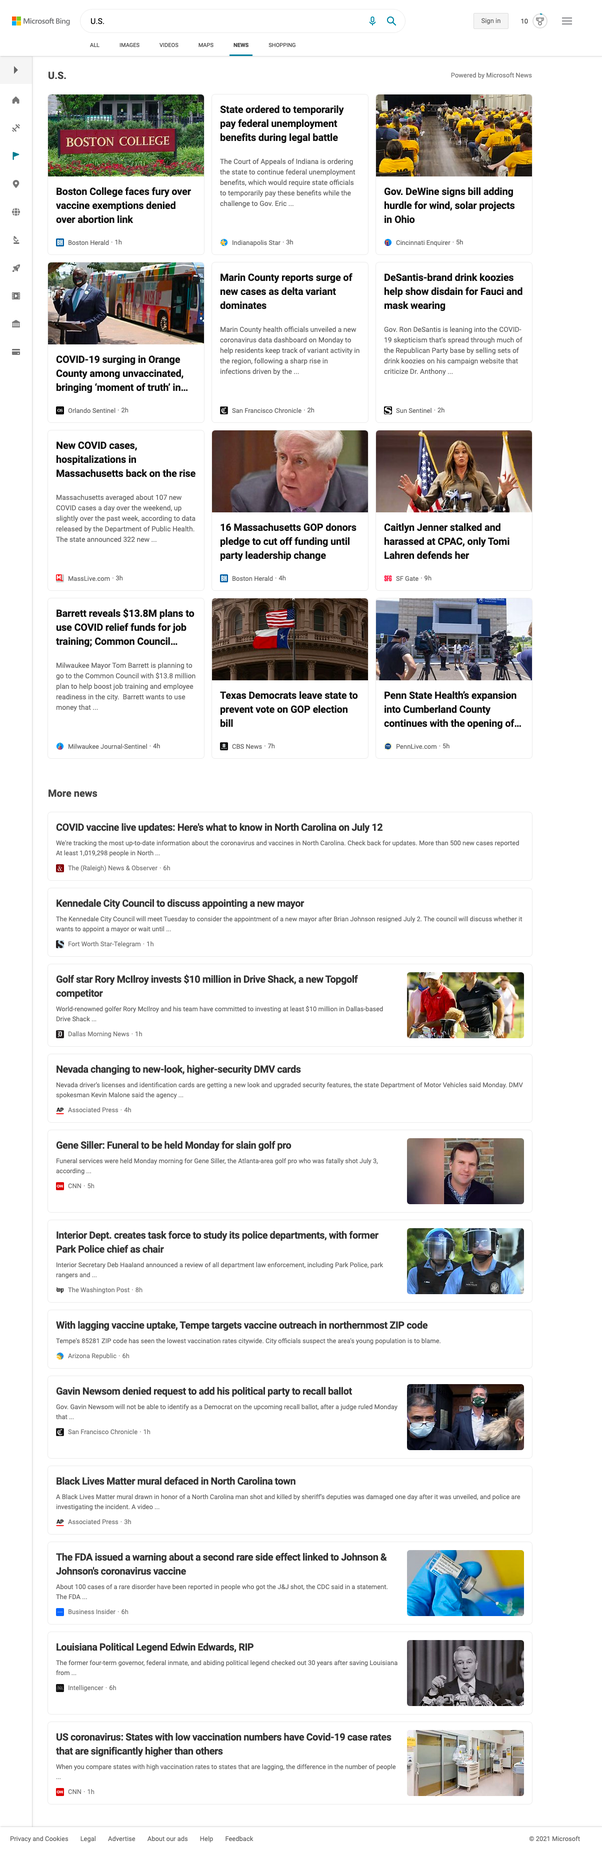 Microsoft Bing
U.S.
Sign in
10
ALL
IMAGES
VIDEOS
MAPS
NEWS
SHOPPING
U.S.
Powered by Microsoft News
BOSTON COLLEGE
Boston College faces fury over
vaccine exemptions denied
over abortion link
Boston Herald · 1h
State ordered to temporarily
pay federal unemployment
benefits during legal battle
The Court of Appeals of Indiana is ordering
the state to continue federal unemployment
benefits, which would require state officials
to temporarily pay these benefits while the
challenge to Gov. Eric ...
Indianapolis Star · 3h
Gov. DeWine signs bill adding
hurdle for wind, solar projects
in Ohio
Cincinnati Enquirer · 5h
COVID-19 surging in Orange
County among unvaccinated,
bringing ‘moment of truth’ in...
Orlando Sentinel · 2h
Marin County reports surge of
new cases as delta variant
dominates
Marin County health officials unveiled a new
coronavirus data dashboard on Monday to
help residents keep track of variant activity in
the region, following a sharp rise in
infections driven by the ...
San Francisco Chronicle · 2h
DeSantis-brand drink koozies
help show disdain for Fauci and
mask wearing
Gov. Ron DeSantis is leaning into the COVID-
19 skepticism that's spread through much of
the Republican Party base by selling sets of
drink koozies on his campaign website that
criticize Dr. Anthony ...
Sun Sentinel · 2h
New COVID cases,
hospitalizations in
Massachusetts back on the rise
Massachusetts averaged about 107 new
COVID cases a day over the weekend, up
slightly over the past week, according to data
released by the Department of Public Health.
The state announced 322 new ...
MassLive.com · 3h
16 Massachusetts GOP donors
pledge to cut off funding until
party leadership change
Boston Herald · 4h
Caitlyn Jenner stalked and
harassed at CPAC, only Tomi
Lahren defends her
SF Gate · 9h
Barrett reveals $13.8M plans to
use COVID relief funds for job
training; Common Council...
Milwaukee Mayor Tom Barrett is planning to
go to the Common Council with $13.8 million
plan to help boost job training and employee
readiness in the city. Barrett wants to use
money that ...
Milwaukee Journal-Sentinel · 4h
Texas Democrats leave state to
prevent vote on GOP election
bill
CBS News · 7h
Penn State Health's expansion
into Cumberland County
continues with the opening of...
PennLive.com · 5h
More news
COVID vaccine live updates: Here's what to know in North Carolina on July 12
We're tracking the most up-to-date information about the coronavirus and vaccines in North Carolina. Check back for updates. More than 500 new cases reported
At least 1,019,298 people in North ...
The (Raleigh) News & Observer · 6h
Kennedale City Council to discuss appointing a new mayor
The Kennedale City Council will meet Tuesday to consider the appointment of a new mayor after Brian Johnson resigned July 2. The council will discuss whether it
wants to appoint a mayor or wait until ...
Fort Worth Star-Telegram · 1h
Golf star Rory McIlroy invests $10 million in Drive Shack, a new Topgolf
competitor
World-renowned golfer Rory McIlroy and his team have committed to investing at least $10 million in Dallas-based
Drive Shack ...
Dallas Morning News · 1h
Nevada changing to new-look, higher-security DMV cards
Nevada driver's licenses and identification cards are getting a new look and upgraded security features, the state Department of Motor Vehicles said Monday. DMV
spokesman Kevin Malone said the agency ...
AP Associated Press · 4h
Gene Siller: Funeral to be held Monday for slain golf pro
Funeral services were held Monday morning for Gene Siller, the Atlanta-area golf pro who was fatally shot July 3,
according ...
CNN CNN · 5h
Interior Dept. creates task force to study its police departments, with former
Park Police chief as chair
Interior Secretary Deb Haaland announced a review of all department law enforcement, including Park Police, park
rangers and ...
wp The Washington Post · 8h
With lagging vaccine uptake, Tempe targets vaccine outreach in northernmost ZIP code
Tempe's 85281 ZIP code has seen the lowest vaccination rates citywide. City officials suspect the area's young population is to blame.
Arizona Republic · 6h
Gavin Newsom denied request to add his political party to recall ballot
Gov. Gavin Newsom will not be able to identify as a Democrat on the upcoming recall ballot, after a judge ruled Monday
that ...
San Francisco Chronicle · 1h
Black Lives Matter mural defaced in North Carolina town
A Black Lives Matter mural drawn in honor of a North Carolina man shot and killed by sheriff's deputies was damaged one day after it was unveiled, and police are
investigating the incident. A video ...
AP Associated Press · 3h
The FDA issued a warning about a second rare side effect linked to Johnson &
Johnson's coronavirus vaccine
About 100 cases of a rare disorder have been reported in people who got the J&J shot, the CDC said in a statement.
The FDA ...
Business Insider · 6h
Louisiana Political Legend Edwin Edwards, RIP
The former four-term governor, federal inmate, and abiding political legend checked out 30 years after saving Louisiana
from ...
Intelligencer · 6h
US coronavirus: States with low vaccination numbers have Covid-19 case rates
that are significantly higher than others
When you compare states with high vaccination rates to states that are lagging, the difference in the number of people
...
CNN CNN · 1h
Privacy and Cookies
Legal
Advertise
About our ads
Help
Feedback
© 2021 Microsoft